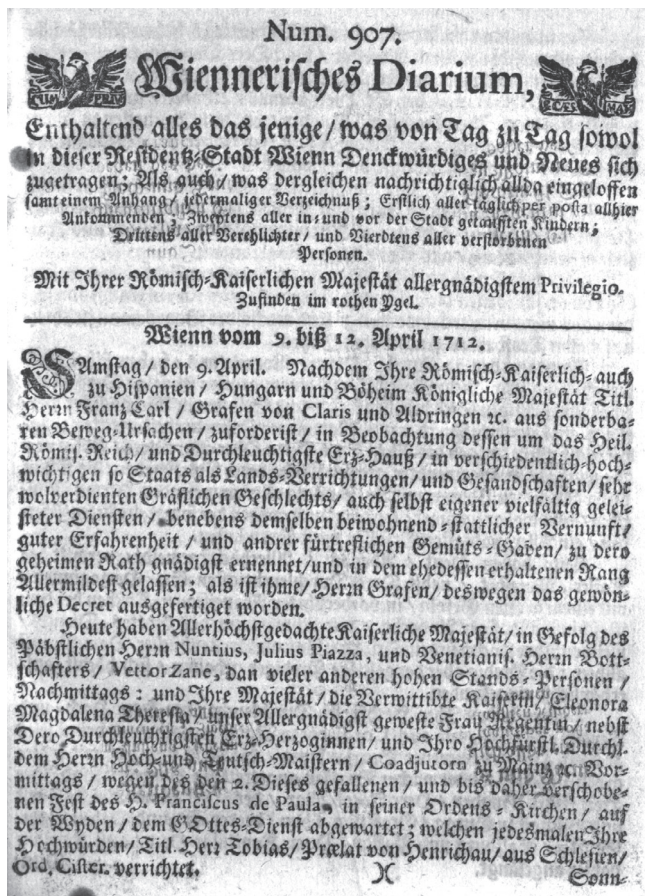 Num. 907.
CUM PRIV
Wiennerisches Diarium,
S.CÆS MAY
Enthaltend alles das jenige / was von Tag zu Tag sowol
in dieser Residentz-Stadt Wienn Denckwürdiges und Neues sich
zugetragen; Als auch / was dergleichen nachrichtiglich allda eingeloffen
samt einem Anhang / jedermaliger Verzeichnuß; Erstlich aller täglich per posta allhier
Ankommenden; Zweytens aller in- und vor der Stadt getaufften Kindern;
Drittens aller Verehlichter / und Vierdtens aller verstorbnen
Personen.
Mit Ihrer Römisch-Kaiserlichen Majestät allergnädigstem Privilegio.
Zufinden im rothen Ygel.
Wienn vom 9. biß 12. April 1712.
SAmstag / den 9. April. Nachdem Ihre Römisch-Kaiserlich- auch
zu Hispanien / Hungarn und Böheim Königliche Majestät Titl.
Herrn Frantz Carl / Grafen von Claris und Aldringen ꝛc. aus sonderba-
ren Beweg-Ursachen / zuforderist / in Beobachtung dessen um das Heil.
Römis. Reich / und Durchleuchtigste Ertz-Hauß / in verschiedentlich-hoch-
wichtigen so Staats als Lands-Verrichtungen / und Gesandschaften / sehr
wolverdienten Gräflichen Geschlechts / auch selbst eigener vielfältig gelei-
steter Diensten / benebens demselben beiwohnend-stattlicher Vernunft /
guter Erfahrenheit / und andrer fürtreflichen Gemüts-Gaben / zu dero
geheimen Rath gnädigst ernennet / und in dem ehedessen erhaltenen Rang
Allermildest gelassen; als ist ihme / Herrn Grafen / deswegen das gewön-
liche Decret ausgefertiget worden.
Heute haben Allerhöchstgedachte Kaiserliche Majestät / in Gefolg des
Päbstlichen Herrn Nuntius, Julius Piazza, und Venetianis. Herrn Bott-
schafters / Vettor Zane, dan vieler anderen hohen Stands-Personen /
Nachmittags: und Ihre Majestät / die Verwittibte Kaiserin / Eleonora
Magdalena Theresia / unser Allergnädigst geweste Frau Regentin / nebst
Dero Durchleuchtigsten Ertz-Herzoginnen / und Ihro Hochfürstl. Durchl.
dem Herrn Hoch- und Teutsch-Maistern / Coadjutorn zu Mainz ꝛc. Vor-
mittags / wegen des den 2. Dieses gefallenen / und bis daher verschobe-
nen Fest des H. Franciscus de Paula, in seiner Ordens-Kirchen / auf
der Wyden / dem GOttes-Dienst abgewartet; welchen jedesmalen Ihre
Hochwürden / Titl. Herr Tobias / Prælat von Henrichau / aus Schlesien /
Ord. Cister. verrichtet.
Sonn-